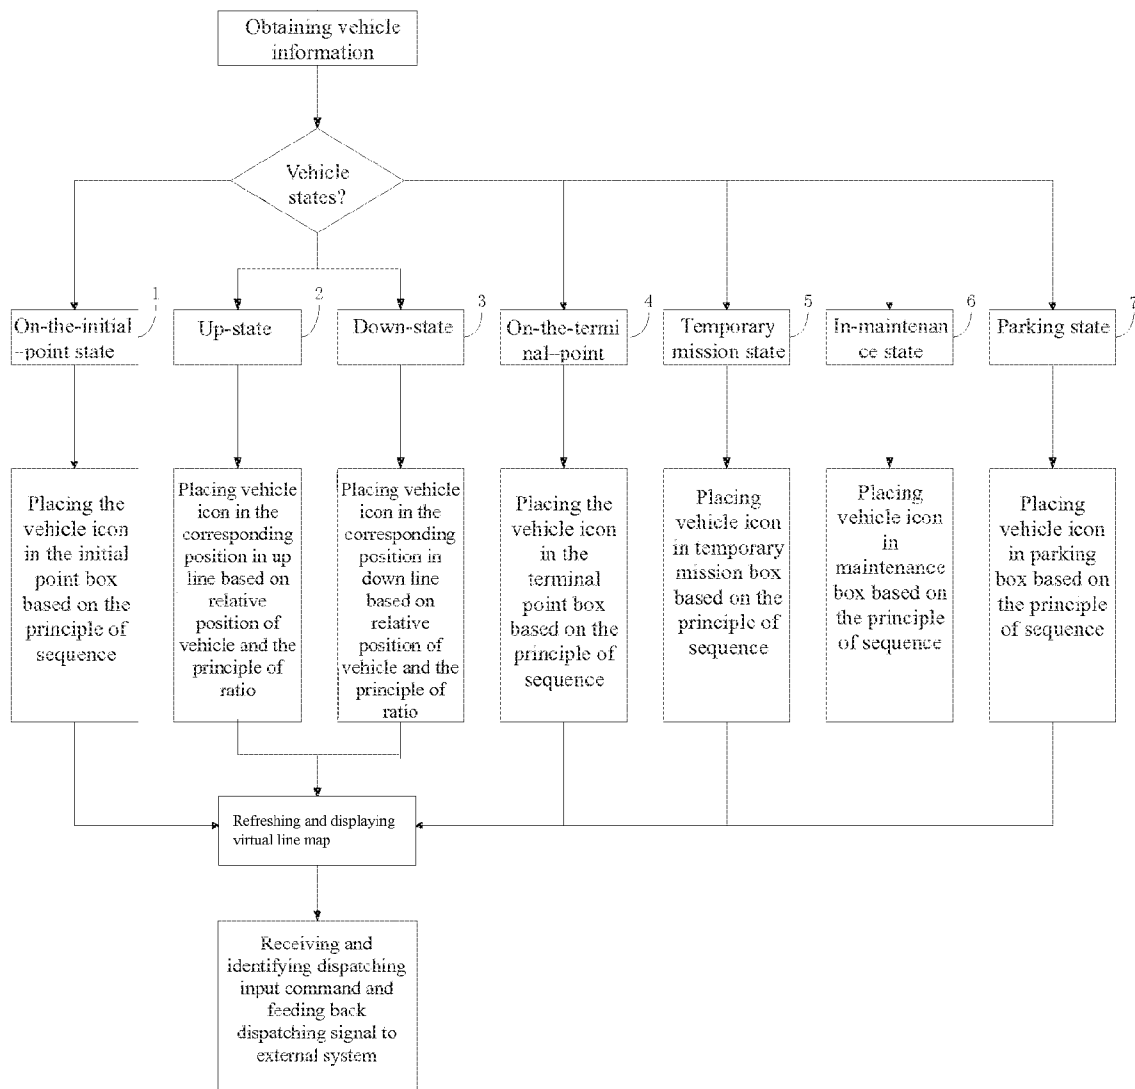 Obtaining vehicle
information
Vehicle
states?
1
2
3
4
5
6
7
On-the-initial
-point state
Up-state
Down-state
On-the-termi
nal-point
Temporary
mission state
In-maintenan
ce state
Parking state
Placing the
vehicle icon
in the initial
point box
based on the
principle of
sequence
Placing vehicle
icon in the
corresponding
position in up
line based on
relative
position of
vehicle and the
principle of
ratio
Placing vehicle
icon in the
corresponding
position in
down line
based on
relative
position of
vehicle and the
principle of
ratio
Placing the
vehicle icon
in the
terminal
point box
based on the
principle of
sequence
Placing
vehicle icon
in temporary
mission box
based on the
principle of
sequence
Placing
vehicle icon
in
maintenance
box based on
the principle
of sequence
Placing
vehicle icon
in parking
box based on
the principle
of sequence
Refreshing and displaying
virtual line map
Receiving and
identifying dispatching
input command and
feeding back
dispatching signal to
external system